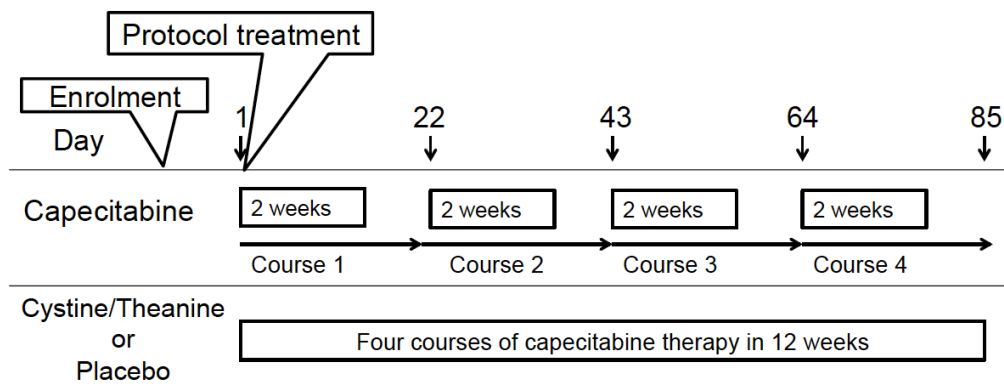 Protocol treatment
Enrolment
Day
1
22
43
64
85
Capecitabine
2 weeks
2 weeks
2 weeks
2 weeks
Course 1
Course 2
Course 3
Course 4
Cystine/Theanine
or
Placebo
Four courses of capecitabine therapy in 12 weeks